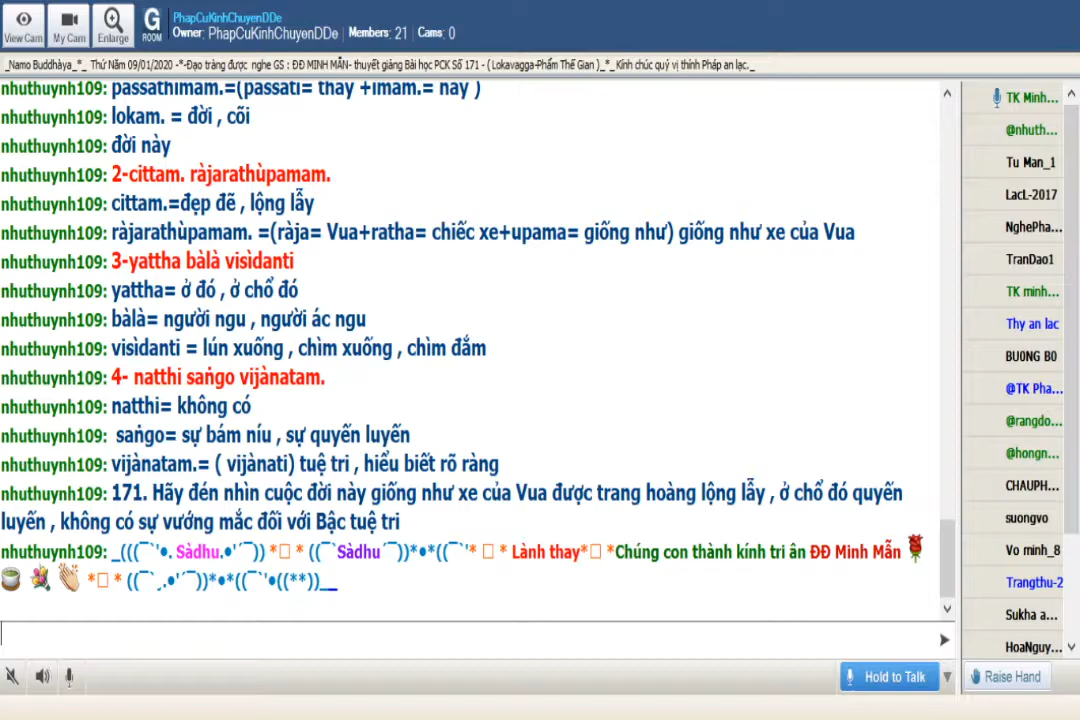 PhapCuKinhChuyenDDe
View Cam My Cam Enlarge G ROOM Owner: PhapCuKinhChuyenDDe Members: 21 Cams: 0
_Namo Buddhàya_*_ Thứ Năm 09/01/2020 -*-Đạo tràng được nghe GS : ĐĐ MINH MẪN- thuyết giảng Bài học PCK Số 171 - ( Lokavagga-Phẩm Thế Gian )_*_Kính chúc quý vị thính Pháp an lạc._
nhuthuynh109: passathimam.=(passati= thấy +imam.= này )
nhuthuynh109: lokam. = đời , cõi
nhuthuynh109: đời này
nhuthuynh109: 2-cittam. ràjarathùpamam.
nhuthuynh109: cittam.=đẹp đẽ , lộng lẫy
nhuthuynh109: ràjarathùpamam. =(ràja= Vua+ratha= chiếc xe+upama= giống như) giống như xe của Vua
nhuthuynh109: 3-yattha bàlà visìdanti
nhuthuynh109: yattha= ở đó , ở chổ đó
nhuthuynh109: bàlà= người ngu , người ác ngu
nhuthuynh109: visìdanti = lún xuống , chìm xuống , chìm đắm
nhuthuynh109: 4- natthi saṅgo vijànatam.
nhuthuynh109: natthi= không có
nhuthuynh109: saṅgo= sự bám níu , sự quyến luyến
nhuthuynh109: vijànatam.= ( vijànati) tuệ tri , hiểu biết rõ ràng
nhuthuynh109: 171. Hãy đén nhìn cuộc đời này giống như xe của Vua được trang hoàng lộng lẫy , ở chổ đó quyến
luyến , không có sự vướng mắc đối với Bậc tuệ tri
nhuthuynh109: _(((¯`'•. Sàdhu.•'´¯)) *□ * ((¯`Sàdhu´¯))*•*((¯`'* □ * Lành thay*□ *Chúng con thành kính tri ân ĐĐ Minh Mẫn
*□ * ((¯`¸.•'´¯))*•*((¯`'•((**))__
TK Minh...
@nhuth...
Tu Man_1
LacL-2017
NghePha...
TranDao1
TK minh...
Thy an lac
BUONG BO
@TK Pha...
@rangdo...
@hongn...
CHAUPH...
suongvo
Vo minh_8
Trangthu-2
Sukha a...
HoaNguy...
Hold to Talk
Raise Hand